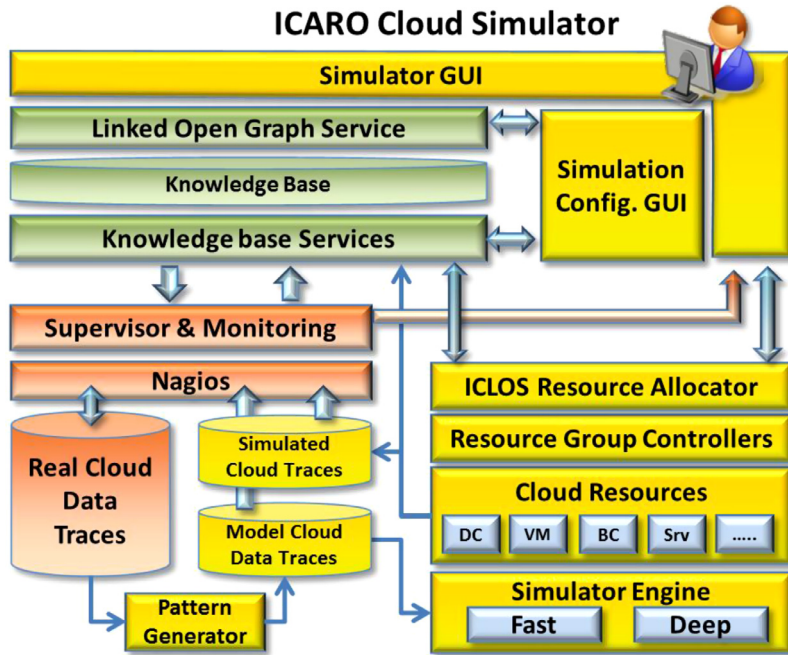 ICARO Cloud Simulator
Simulator GUI
Linked Open Graph Service
Knowledge Base
Knowledge base Services
Simulation
Config. GUI
Supervisor & Monitoring
Nagios
Real Cloud
Data
Traces
Simulated
Cloud Traces
Model Cloud
Data Traces
Pattern
Generator
ICLOS Resource Allocator
Resource Group Controllers
Cloud Resources
DC
VM
BC
Srv
.....
Simulator Engine
Fast
Deep